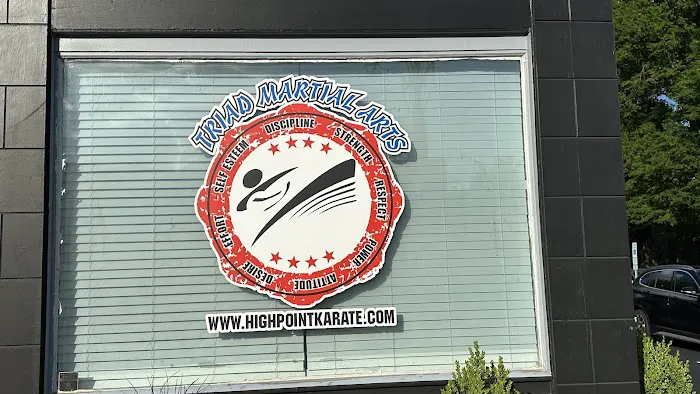 TRIAD MARTIAL ARTS
SELF ESTEEM
DISCIPLINE
STRENGTH
RESPECT
POWER
ATTITUDE
DESIRE
EFFORT
WWW.HIGHPOINTKARATE.COM